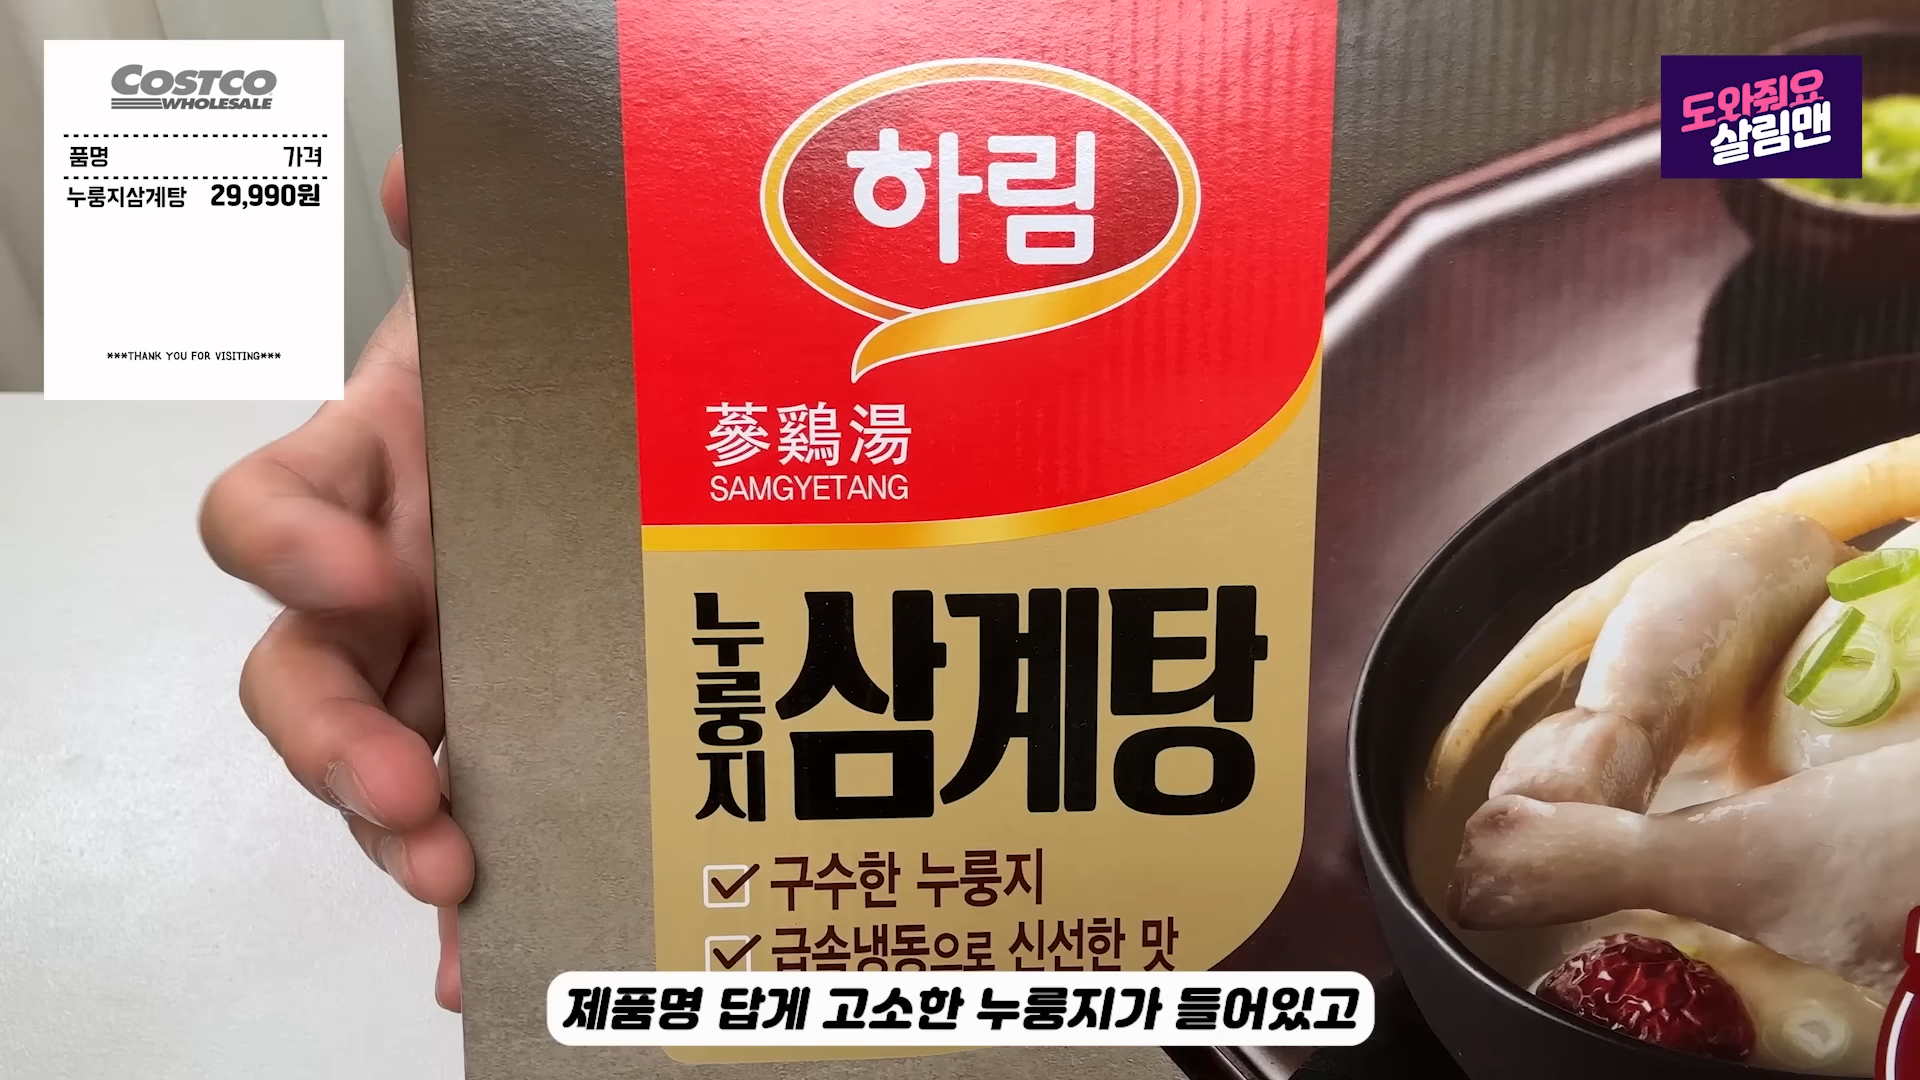 COSTCO
WHOLESALE
품명 가격
누룽지삼계탕 29,990원
***THANK YOU FOR VISITING***
도와줘요
살림맨
하림
蔘鷄湯
SAMGYETANG
누룽지 삼계탕
구수한 누룽지
급속냉동으로 신선한 맛
제품명 답게 고소한 누룽지가 들어있고